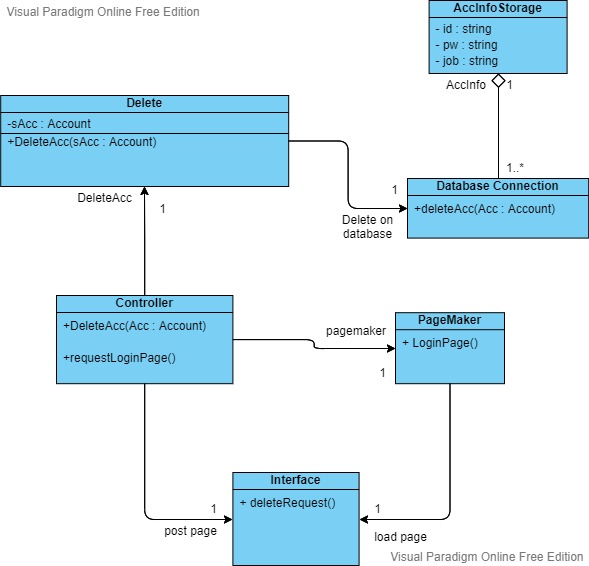 Visual Paradigm Online Free Edition
AccInfoStorage
- id : string
- pw : string
- job : string
AccInfo
1
Delete
-sAcc : Account
+DeleteAcc(sAcc : Account)
1..*
Database Connection
+deleteAcc(Acc : Account)
1
Delete on
database
DeleteAcc
1
Controller
+DeleteAcc(Acc : Account)
+requestLoginPage()
pagemaker
1
PageMaker
+ LoginPage()
Interface
+ deleteRequest()
1
post page
1
load page
Visual Paradigm Online Free Edition